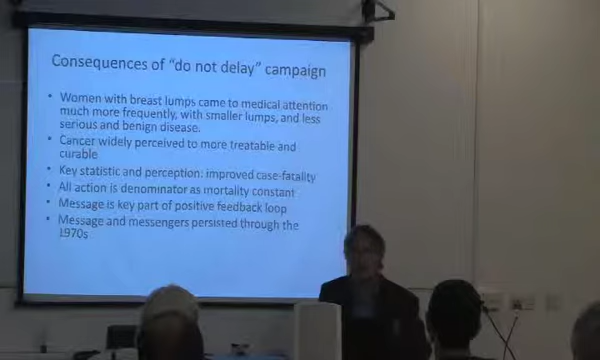 Consequences of "do not delay" campaign
• Women with breast lumps came to medical attention
much more frequently, with smaller lumps, and less
serious and benign disease.
• Cancer widely perceived to more treatable and
curable
• Key statistic and perception: improved case-fatality
• All action is denominator as mortality constant
• Message is key part of positive feedback loop
• Message and messengers persisted through the
1970s